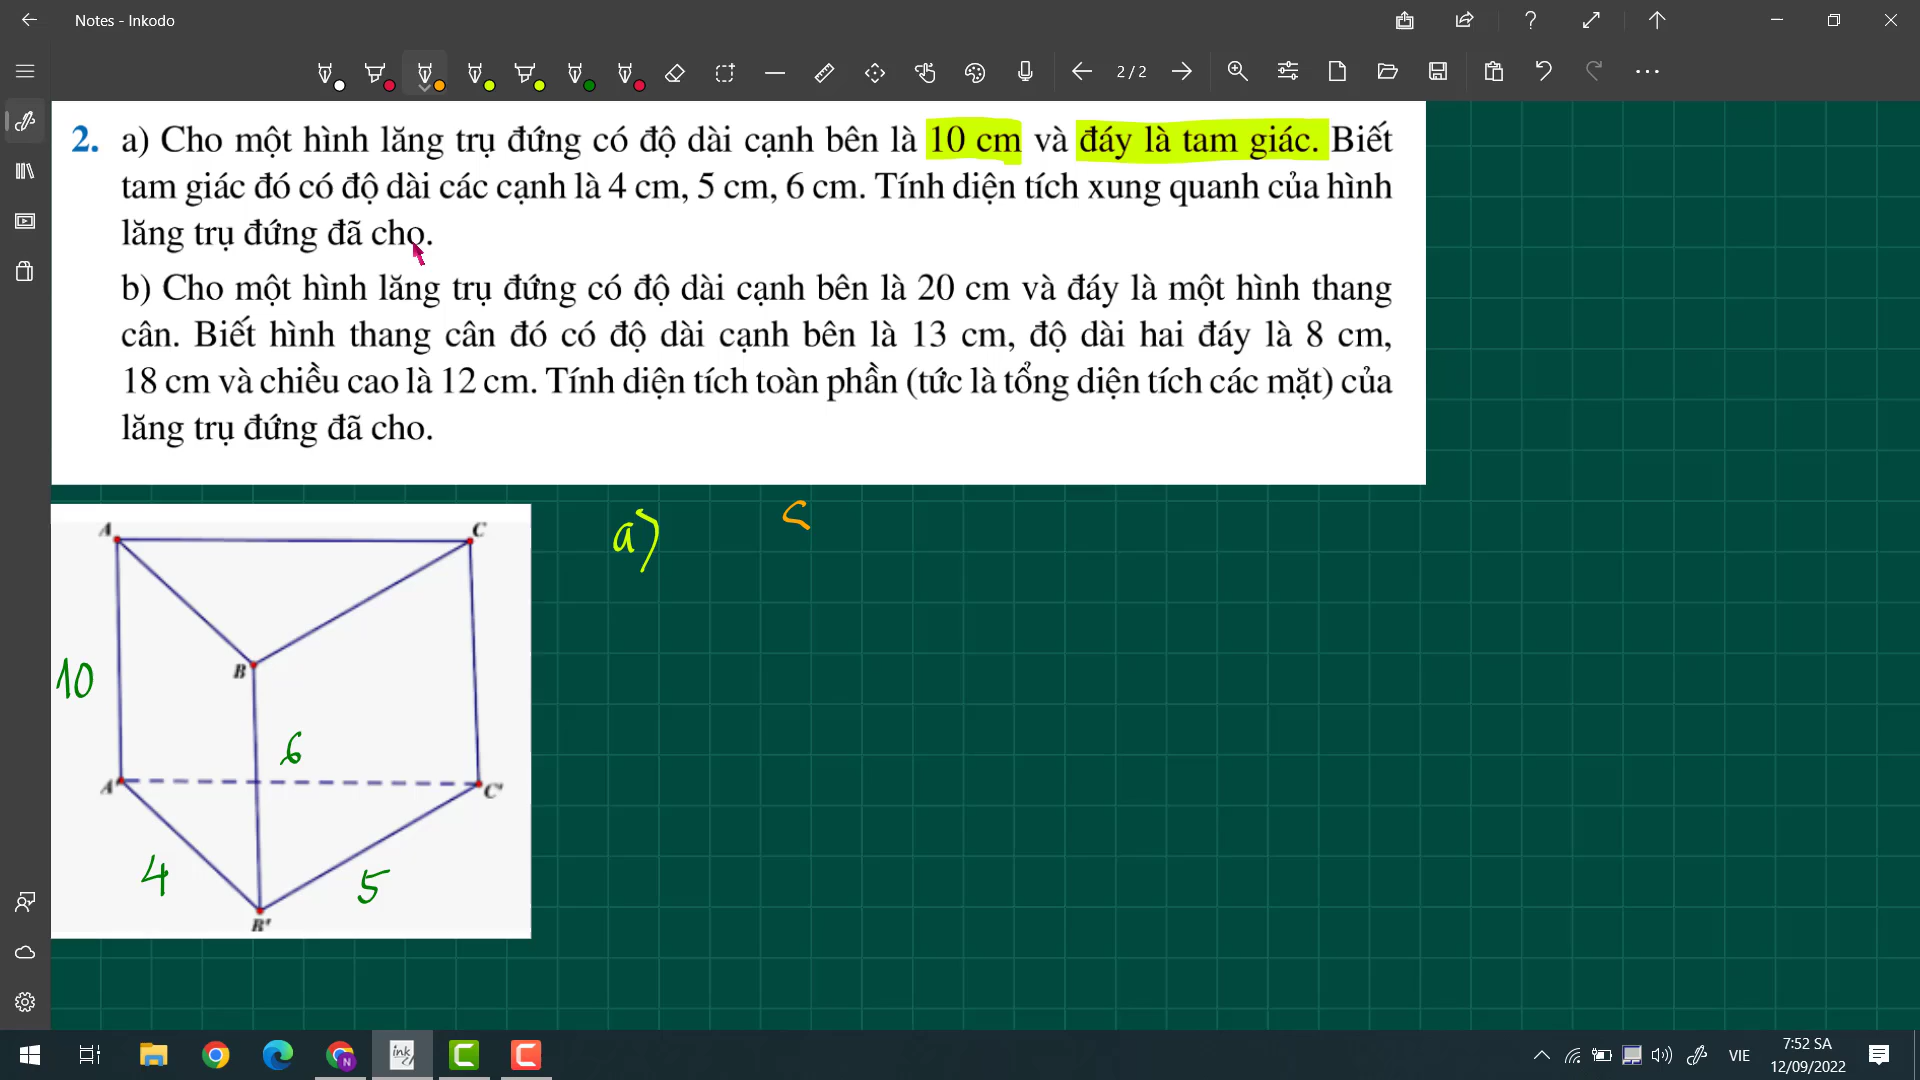 Notes - Inkodo
2 / 2
2. a) Cho một hình lăng trụ đứng có độ dài cạnh bên là 10 cm và đáy là tam giác. Biết
tam giác đó có độ dài các cạnh là 4 cm, 5 cm, 6 cm. Tính diện tích xung quanh của hình
lăng trụ đứng đã cho.
b) Cho một hình lăng trụ đứng có độ dài cạnh bên là 20 cm và đáy là một hình thang
cân. Biết hình thang cân đó có độ dài cạnh bên là 13 cm, độ dài hai đáy là 8 cm,
18 cm và chiều cao là 12 cm. Tính diện tích toàn phần (tức là tổng diện tích các mặt) của
lăng trụ đứng đã cho.
A C
a)
B
10
6
A' C'
4 5
B'
N
ink
C C
VIE
7:52 SA
12/09/2022